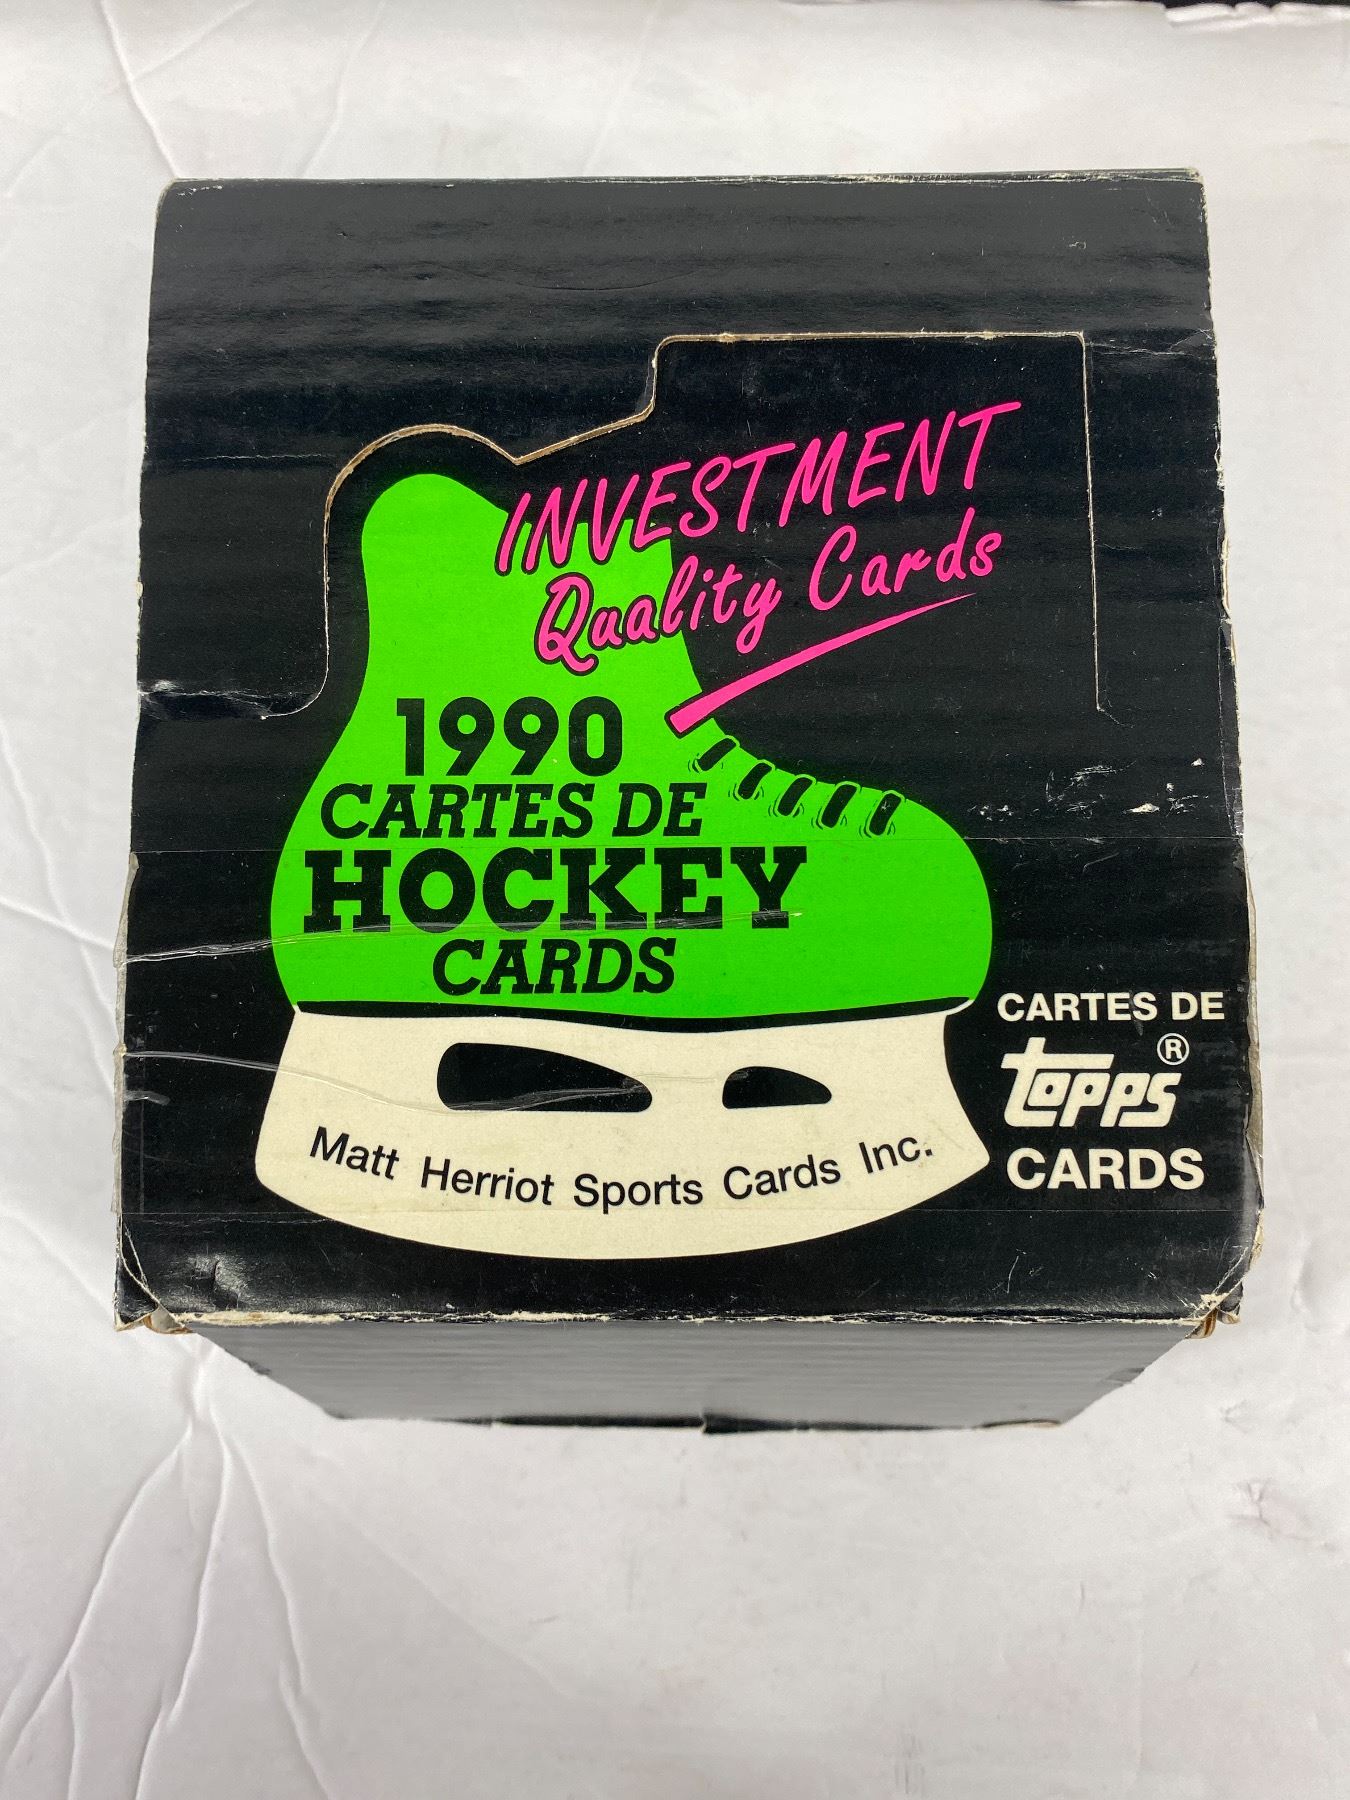 INVESTMENT
Quality Cards
1990
CARTES DE
HOCKEY
CARDS
CARTES DE
topps®
CARDS
Matt Herriot Sports Cards Inc.